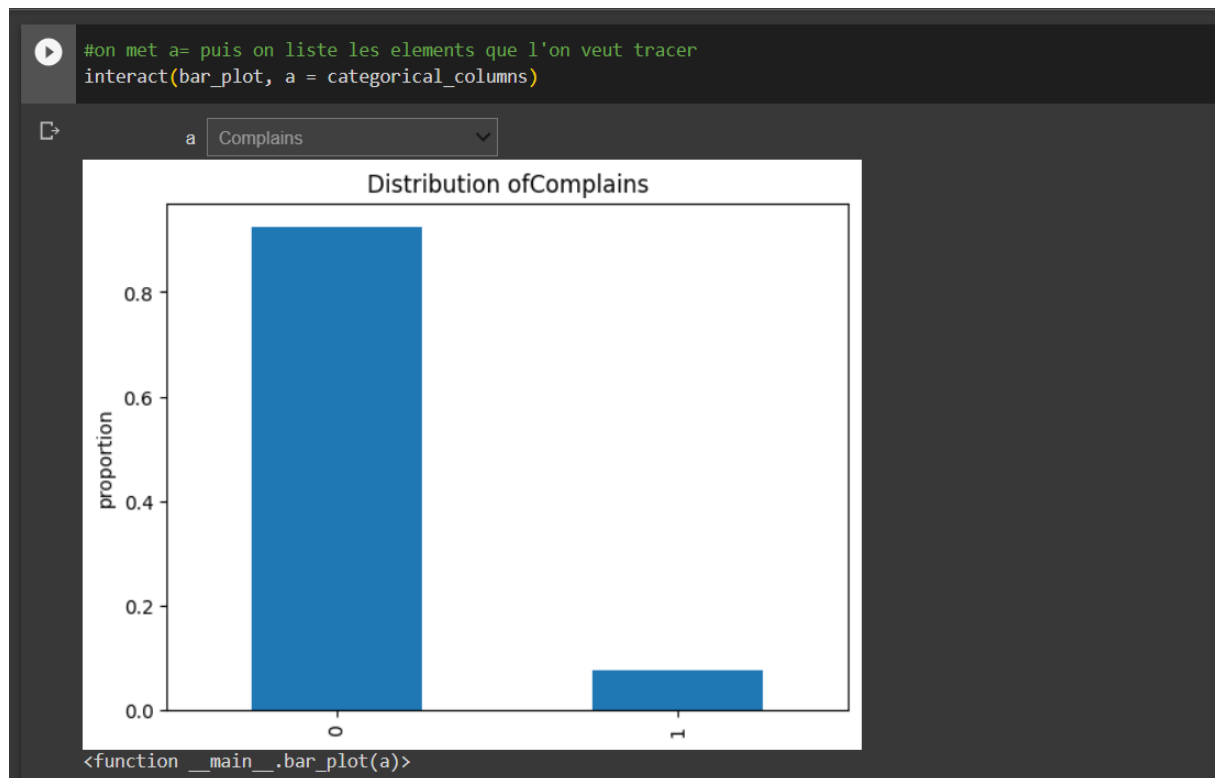 #on met a= puis on liste les elements que l'on veut tracer
interact(bar_plot, a = categorical_columns)
a Complains
Distribution ofComplains
0.8
0.6
0.4
0.2
0.0
proportion
0 1
<function __main__.bar_plot(a)>